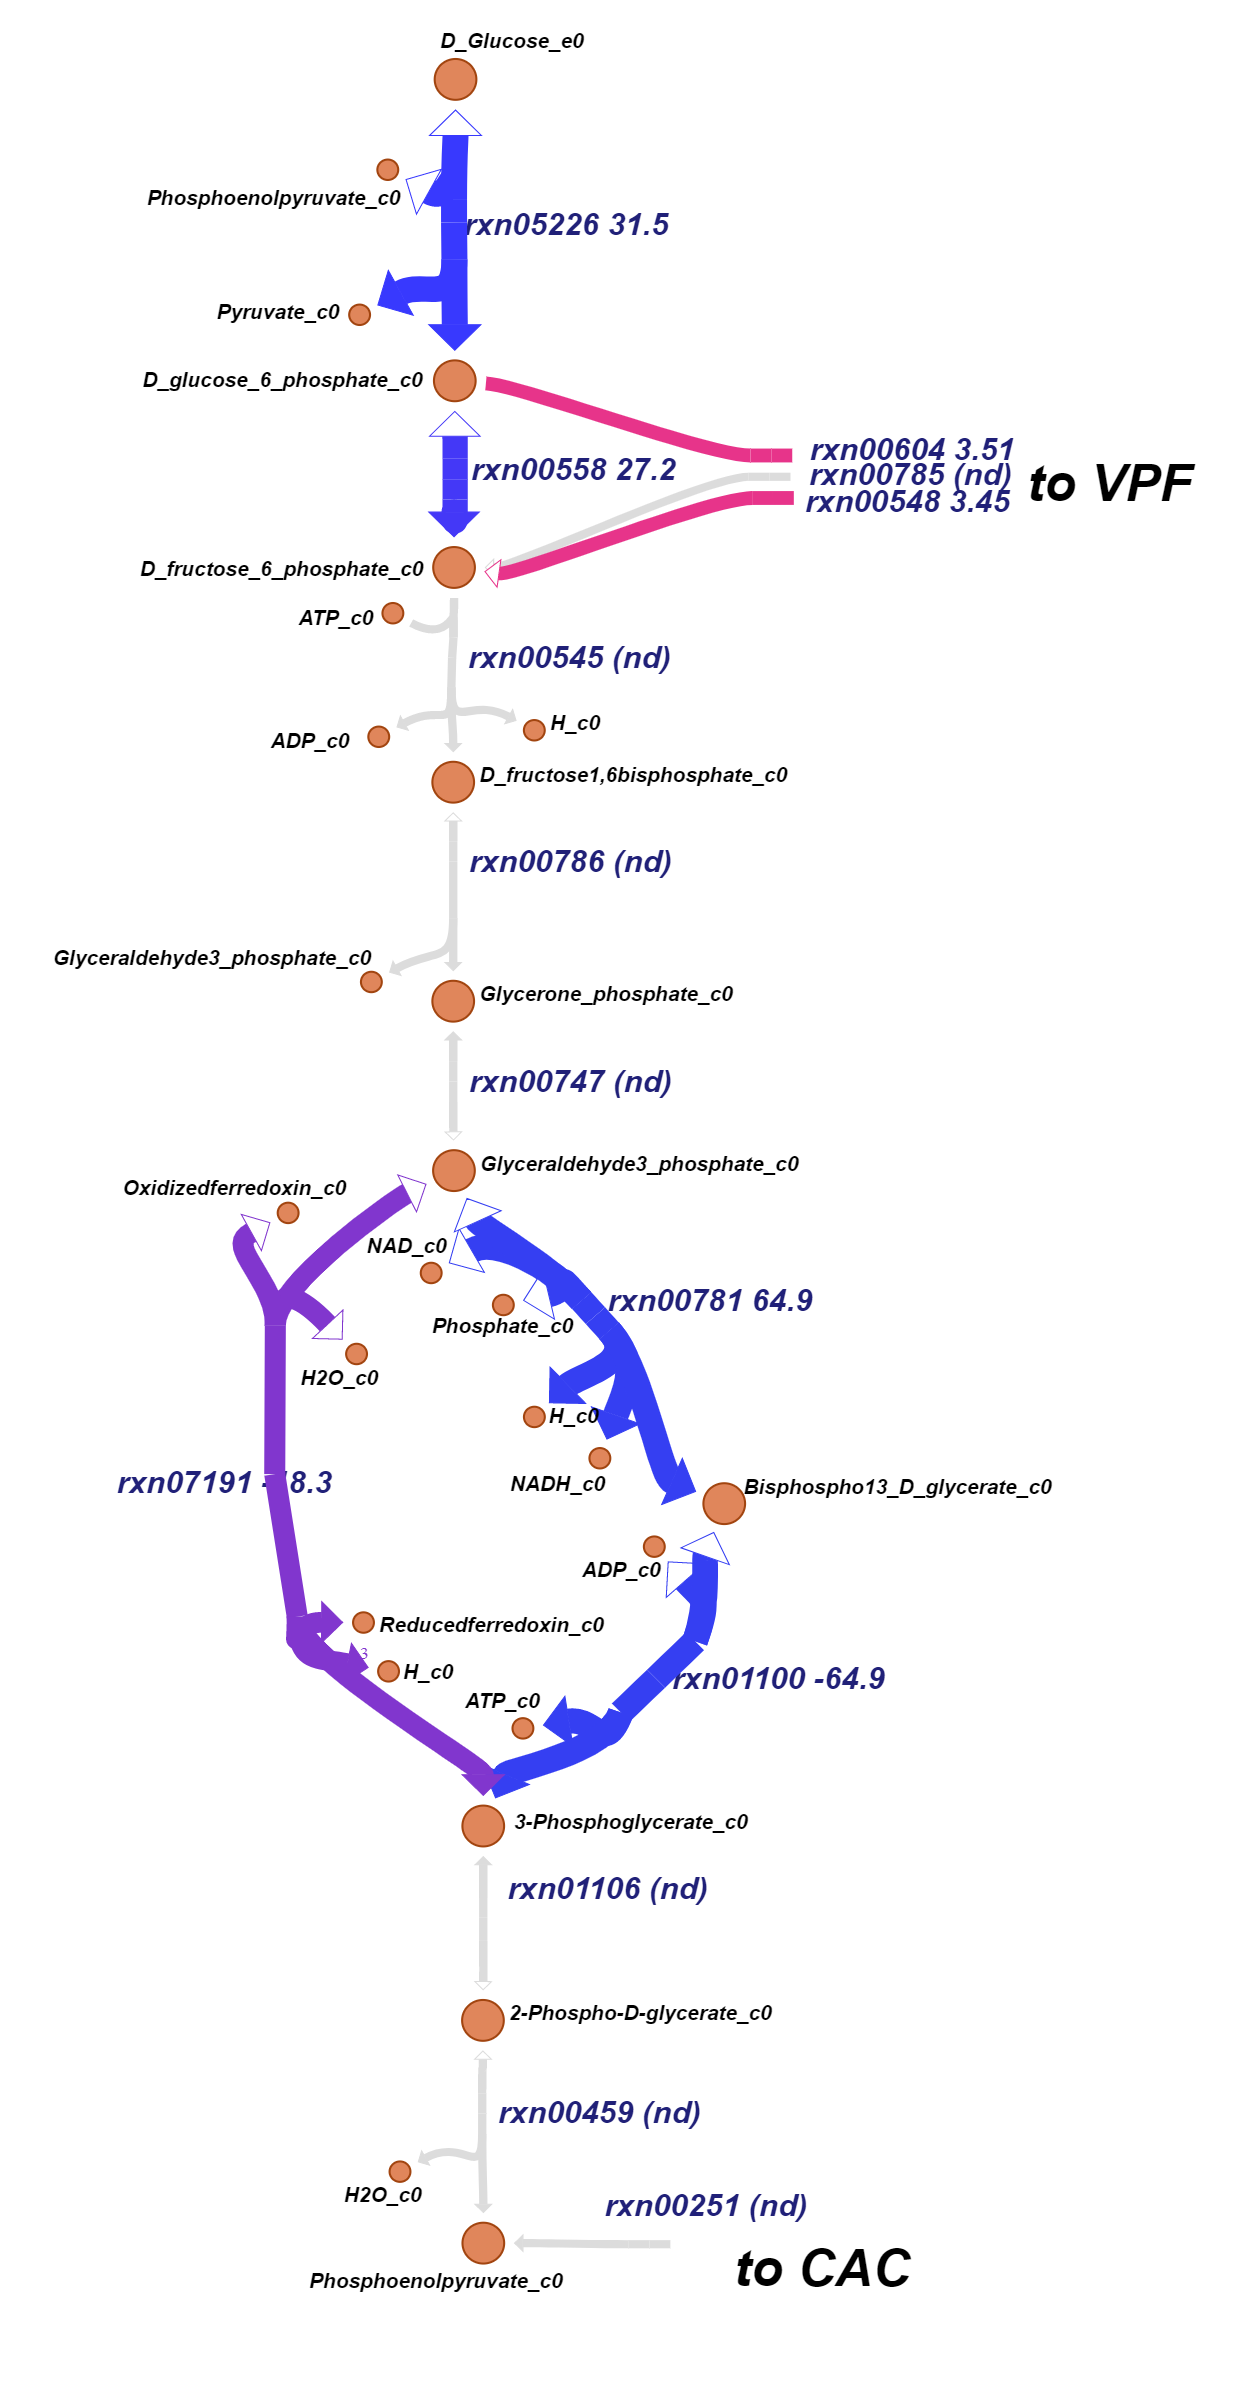 D_Glucose_e0
Phosphoenolpyruvate_c0
rxn05226 31.5
Pyruvate_c0
D_glucose_6_phosphate_c0
rxn00604 3.51
rxn00558 27.2
rxn00785 (nd)
to VPF
rxn00548 3.45
D_fructose_6_phosphate_c0
ATP_c0
rxn00545 (nd)
H_c0
ADP_c0
D_fructose1,6bisphosphate_c0
rxn00786 (nd)
Glyceraldehyde3_phosphate_c0
Glycerone_phosphate_c0
rxn00747 (nd)
Glyceraldehyde3_phosphate_c0
Oxidizedferredoxin_c0
NAD_c0
rxn00781 64.9
Phosphate_c0
H2O_c0
H_c0
rxn07191
8.3
NADH_c0
Bisphospho13_D_glycerate_c0
ADP_c0
Reducedferredoxin_c0
3
H_c0
rxn01100 -64.9
ATP_c0
3-Phosphoglycerate_c0
rxn01106 (nd)
2-Phospho-D-glycerate_c0
rxn00459 (nd)
H2O_c0
rxn00251 (nd)
to CAC
Phosphoenolpyruvate_c0